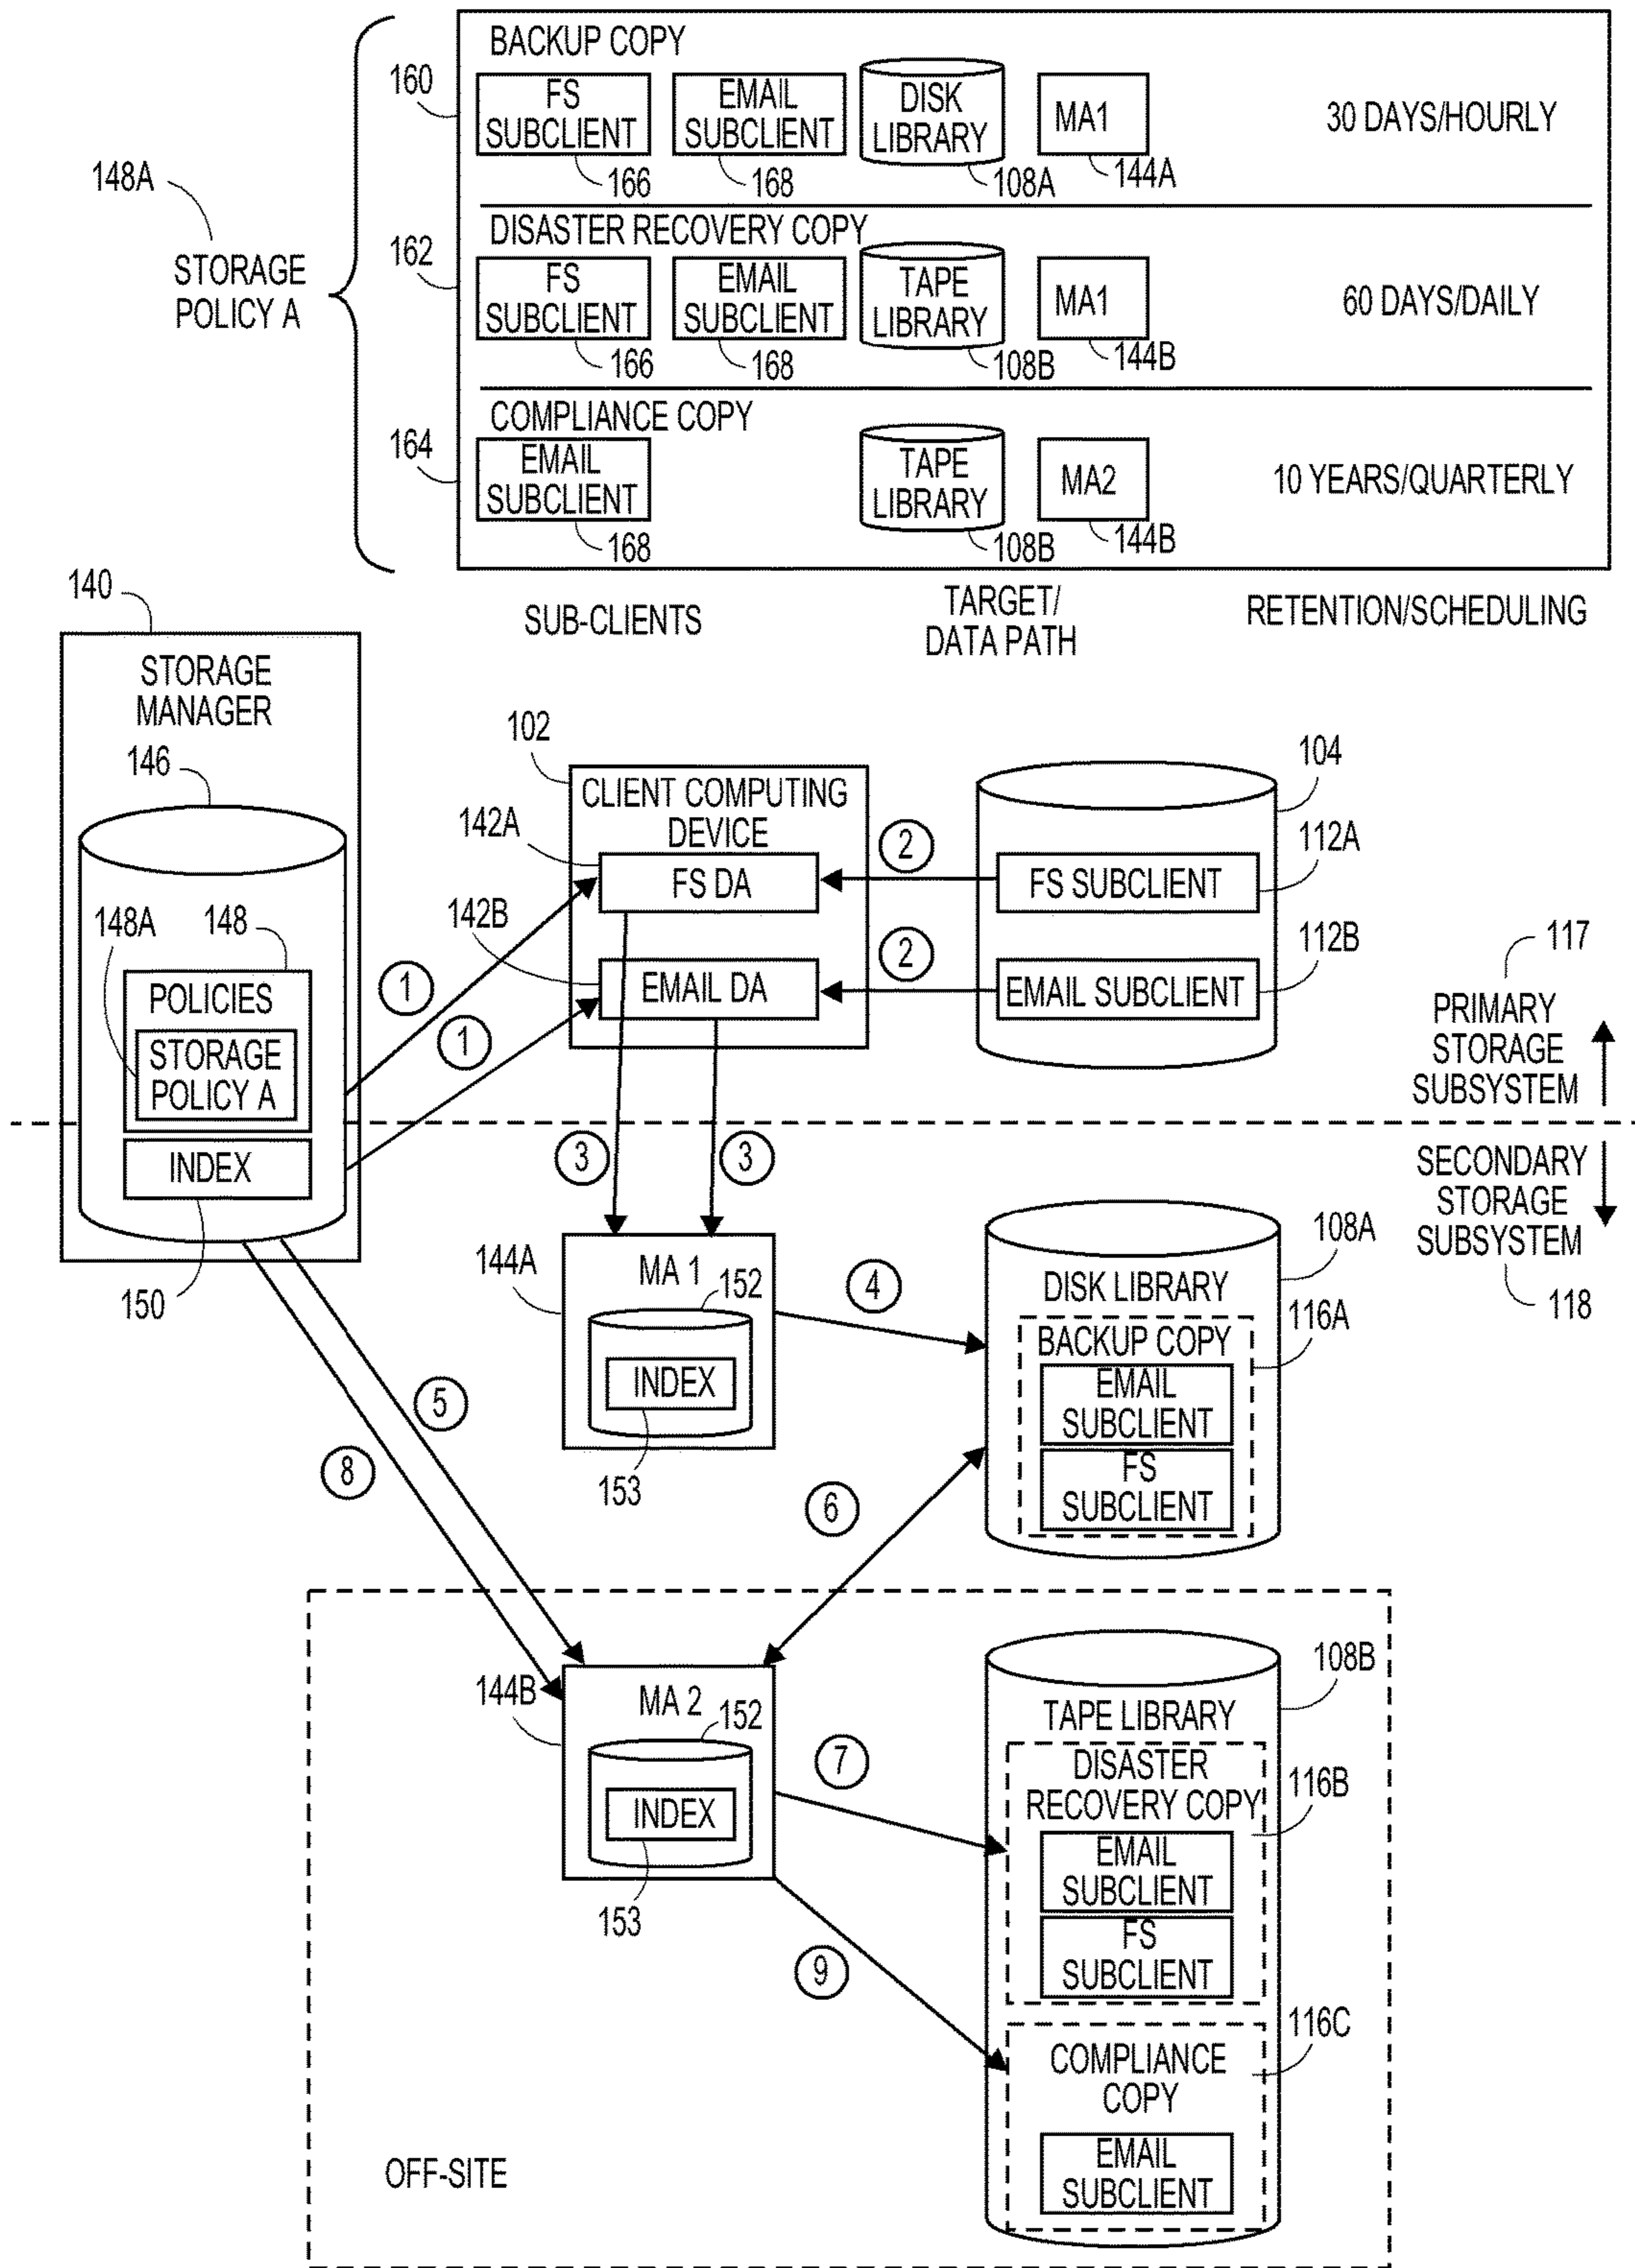 BACKUP COPY
160
FS
SUBCLIENT
166
EMAIL
SUBCLIENT
168
DISK
LIBRARY
108A
MA1
144A
30 DAYS/HOURLY
148A
STORAGE
POLICY A
DISASTER RECOVERY COPY
162
FS
SUBCLIENT
166
EMAIL
SUBCLIENT
168
TAPE
LIBRARY
108B
MA1
144B
60 DAYS/DAILY
COMPLIANCE COPY
164
EMAIL
SUBCLIENT
168
TAPE
LIBRARY
108B
MA2
144B
10 YEARS/QUARTERLY
SUB-CLIENTS
TARGET/
DATA PATH
RETENTION/SCHEDULING
140
STORAGE
MANAGER
146
148A
148
POLICIES
STORAGE
POLICY A
INDEX
150
102
CLIENT COMPUTING
DEVICE
142A
FS DA
142B
EMAIL DA
104
FS SUBCLIENT
112A
EMAIL SUBCLIENT
112B
1
1
2
2
117
PRIMARY
STORAGE
SUBSYSTEM
SECONDARY
STORAGE
SUBSYSTEM
118
3
3
144A
MA 1
152
INDEX
153
4
108A
DISK LIBRARY
116A
BACKUP COPY
EMAIL
SUBCLIENT
FS
SUBCLIENT
5
8
6
144B
MA 2
152
INDEX
153
7
9
108B
TAPE LIBRARY
DISASTER
RECOVERY COPY
116B
EMAIL
SUBCLIENT
FS
SUBCLIENT
116C
COMPLIANCE
COPY
EMAIL
SUBCLIENT
OFF-SITE